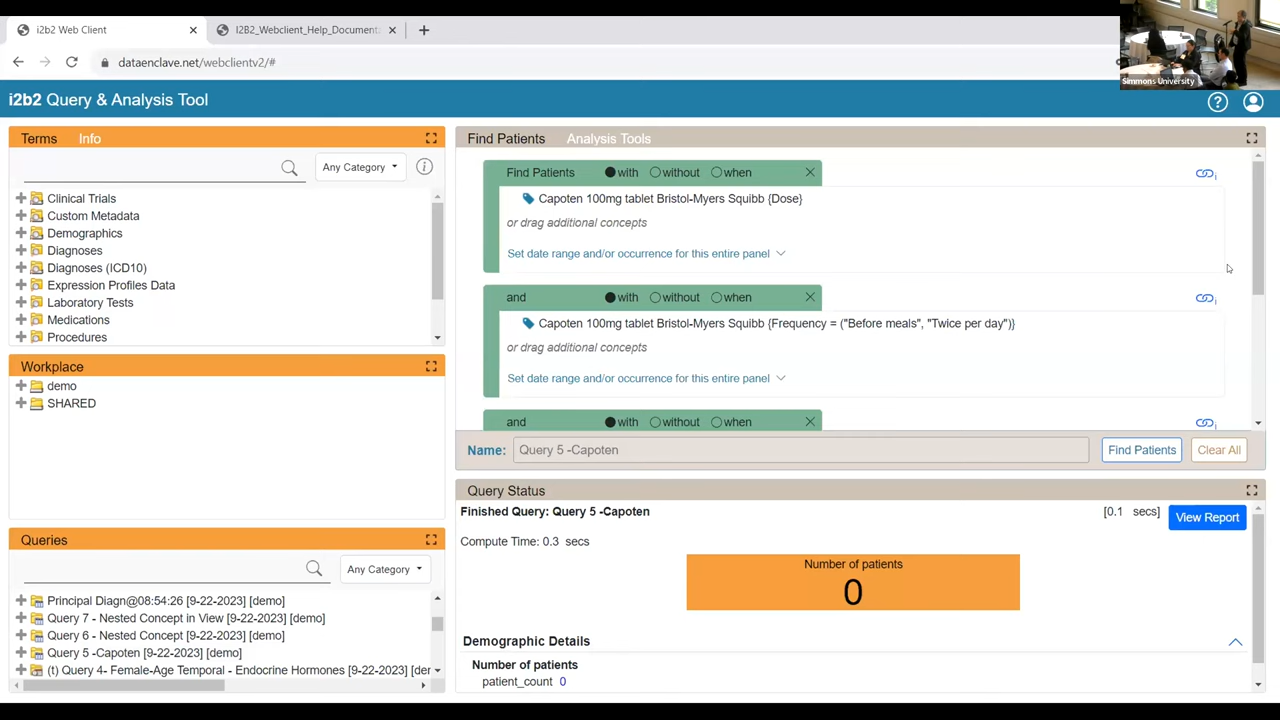 i2b2 Web Client
I2B2_Webclient_Help_Document
dataenclave.net/webclientv2/#
Simmons University
i2b2 Query & Analysis Tool
Terms Info
Any Category
Clinical Trials
Custom Metadata
Demographics
Diagnoses
Diagnoses (ICD10)
Expression Profiles Data
Laboratory Tests
Medications
Procedures
Workplace
demo
SHARED
Queries
Any Category
Principal Diagn@08:54:26 [9-22-2023] [demo]
Query 7 - Nested Concept in View [9-22-2023] [demo]
Query 6 - Nested Concept [9-22-2023] [demo]
Query 5 -Capoten [9-22-2023] [demo]
(t) Query 4- Female-Age Temporal - Endocrine Hormones [9-22-2023] [der
Find Patients Analysis Tools
Find Patients with without when
Capoten 100mg tablet Bristol-Myers Squibb {Dose}
or drag additional concepts
Set date range and/or occurrence for this entire panel
and with without when
Capoten 100mg tablet Bristol-Myers Squibb {Frequency = ("Before meals", "Twice per day")}
or drag additional concepts
Set date range and/or occurrence for this entire panel
and with without when
Name: Query 5 -Capoten Find Patients Clear All
Query Status
Finished Query: Query 5 -Capoten [0.1 secs] View Report
Compute Time: 0.3 secs
Number of patients
0
Demographic Details
Number of patients
patient_count 0